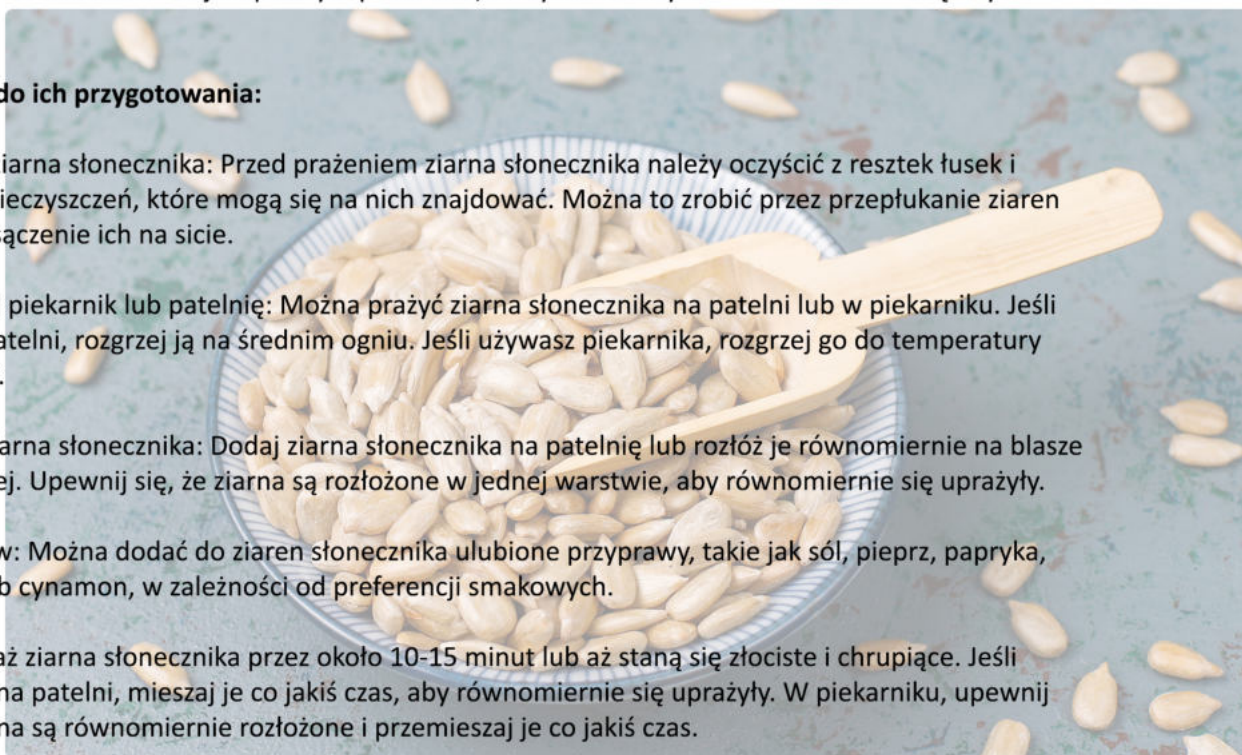 do ich przygotowania:
ziarna słonecznika: Przed prażeniem ziarna słonecznika należy oczyścić z resztek łusek i
ieczyszczeń, które mogą się na nich znajdować. Można to zrobić przez przepłukanie ziaren
sączenie ich na sicie.
piekarnik lub patelnię: Można prażyć ziarna słonecznika na patelni lub w piekarniku. Jeśli
atelni, rozgrzej ją na średnim ogniu. Jeśli używasz piekarnika, rozgrzej go do temperatury
.
arna słonecznika: Dodaj ziarna słonecznika na patelnię lub rozłóż je równomiernie na blasze
ej. Upewnij się, że ziarna są rozłożone w jednej warstwie, aby równomiernie się uprażyły.
w: Można dodać do ziaren słonecznika ulubione przyprawy, takie jak sól, pieprz, papryka,
b cynamon, w zależności od preferencji smakowych.
aż ziarna słonecznika przez około 10-15 minut lub aż staną się złociste i chrupiące. Jeśli
na patelni, mieszaj je co jakiś czas, aby równomiernie się uprażyły. W piekarniku, upewnij
na są równomiernie rozłożone i przemieszaj je co jakiś czas.